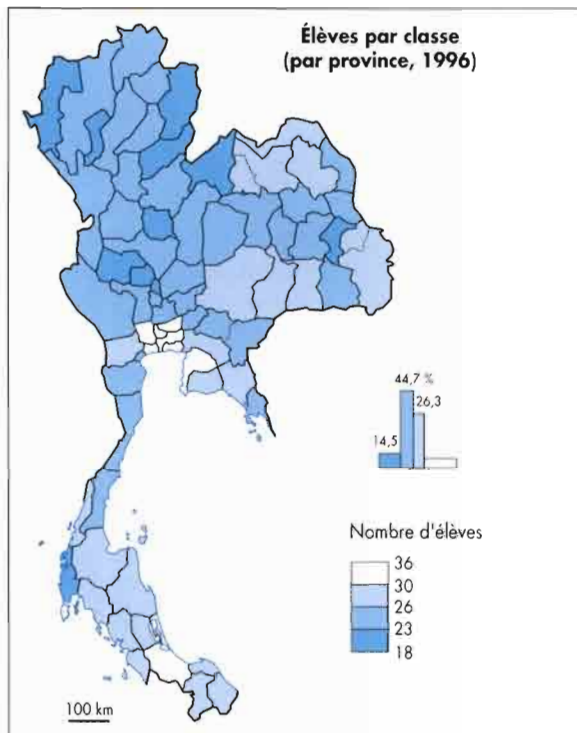 Élèves par classe
(par province, 1996)
44,7 %
26,3
14,5
Nombre d'élèves
36
30
26
23
18
100 km